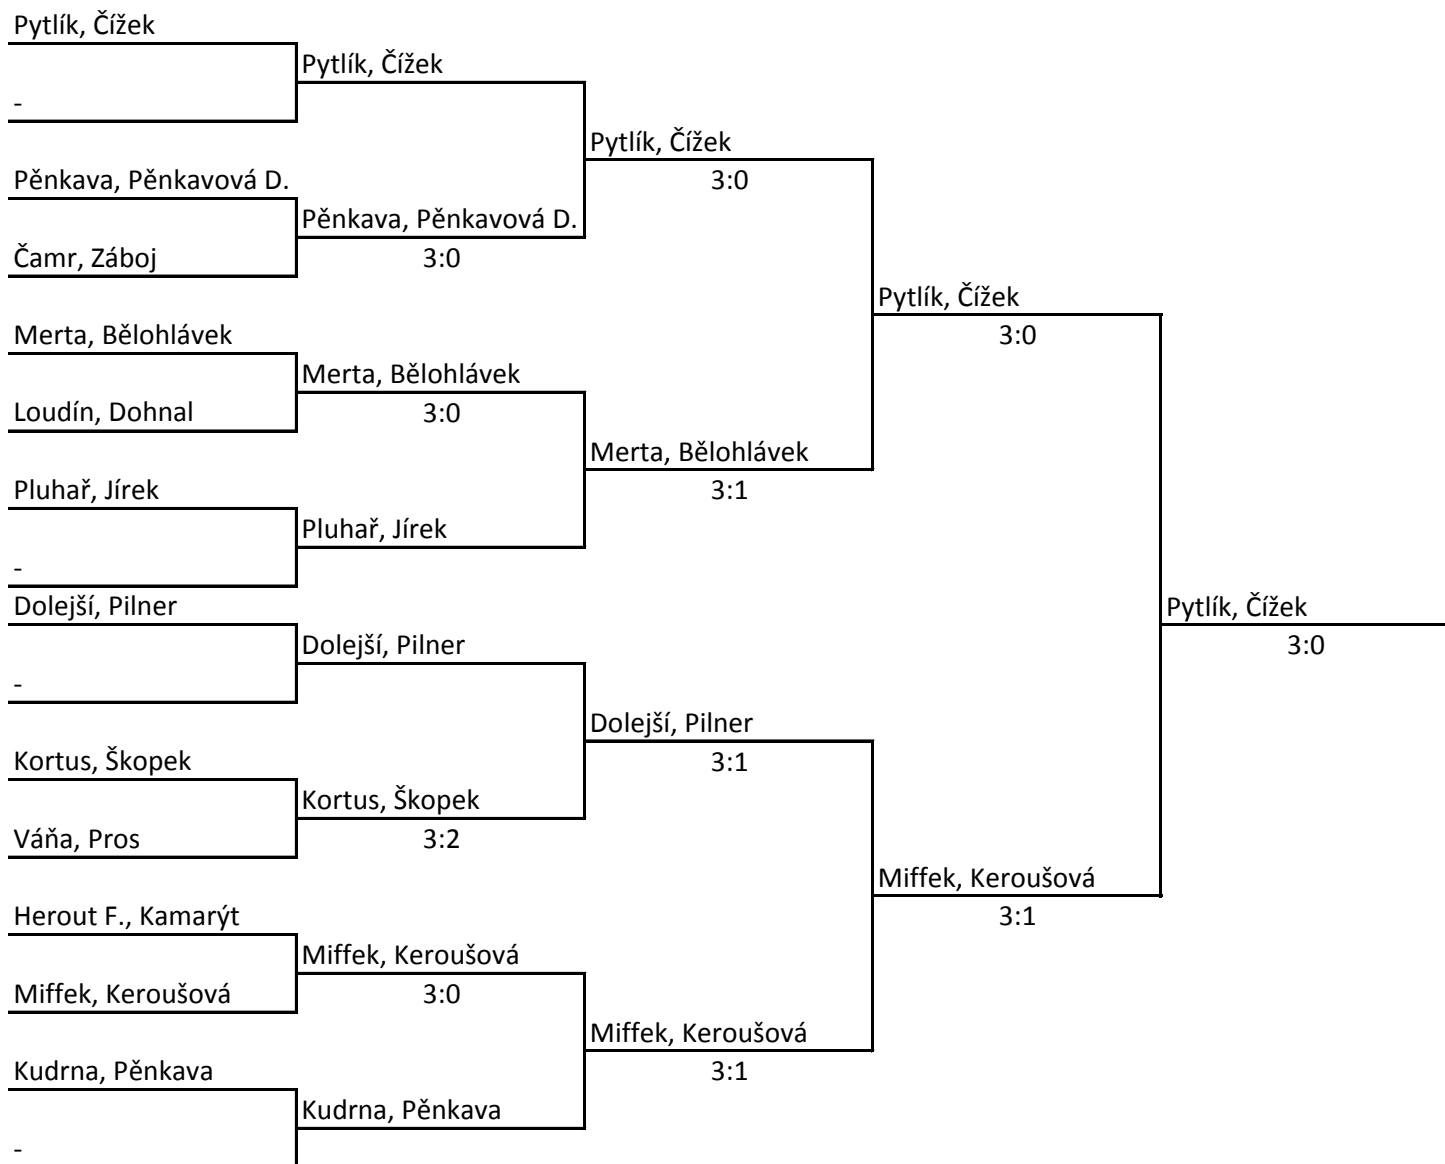 Pytlík, Čížek
Pytlík, Čížek
-
Pytlík, Čížek
3:0
Pěnkava, Pěnkavová D.
Pěnkava, Pěnkavová D.
3:0
Čamr, Záboj
Pytlík, Čížek
3:0
Merta, Bělohlávek
Merta, Bělohlávek
3:0
Loudín, Dohnal
Merta, Bělohlávek
3:1
Pluhař, Jírek
Pluhař, Jírek
-
Pytlík, Čížek
3:0
Dolejší, Pilner
Dolejší, Pilner
-
Dolejší, Pilner
3:1
Kortus, Škopek
Kortus, Škopek
3:2
Váňa, Pros
Miffek, Keroušová
3:1
Herout F., Kamarýt
Miffek, Keroušová
3:0
Miffek, Keroušová
Miffek, Keroušová
3:1
Kudrna, Pěnkava
Kudrna, Pěnkava
-